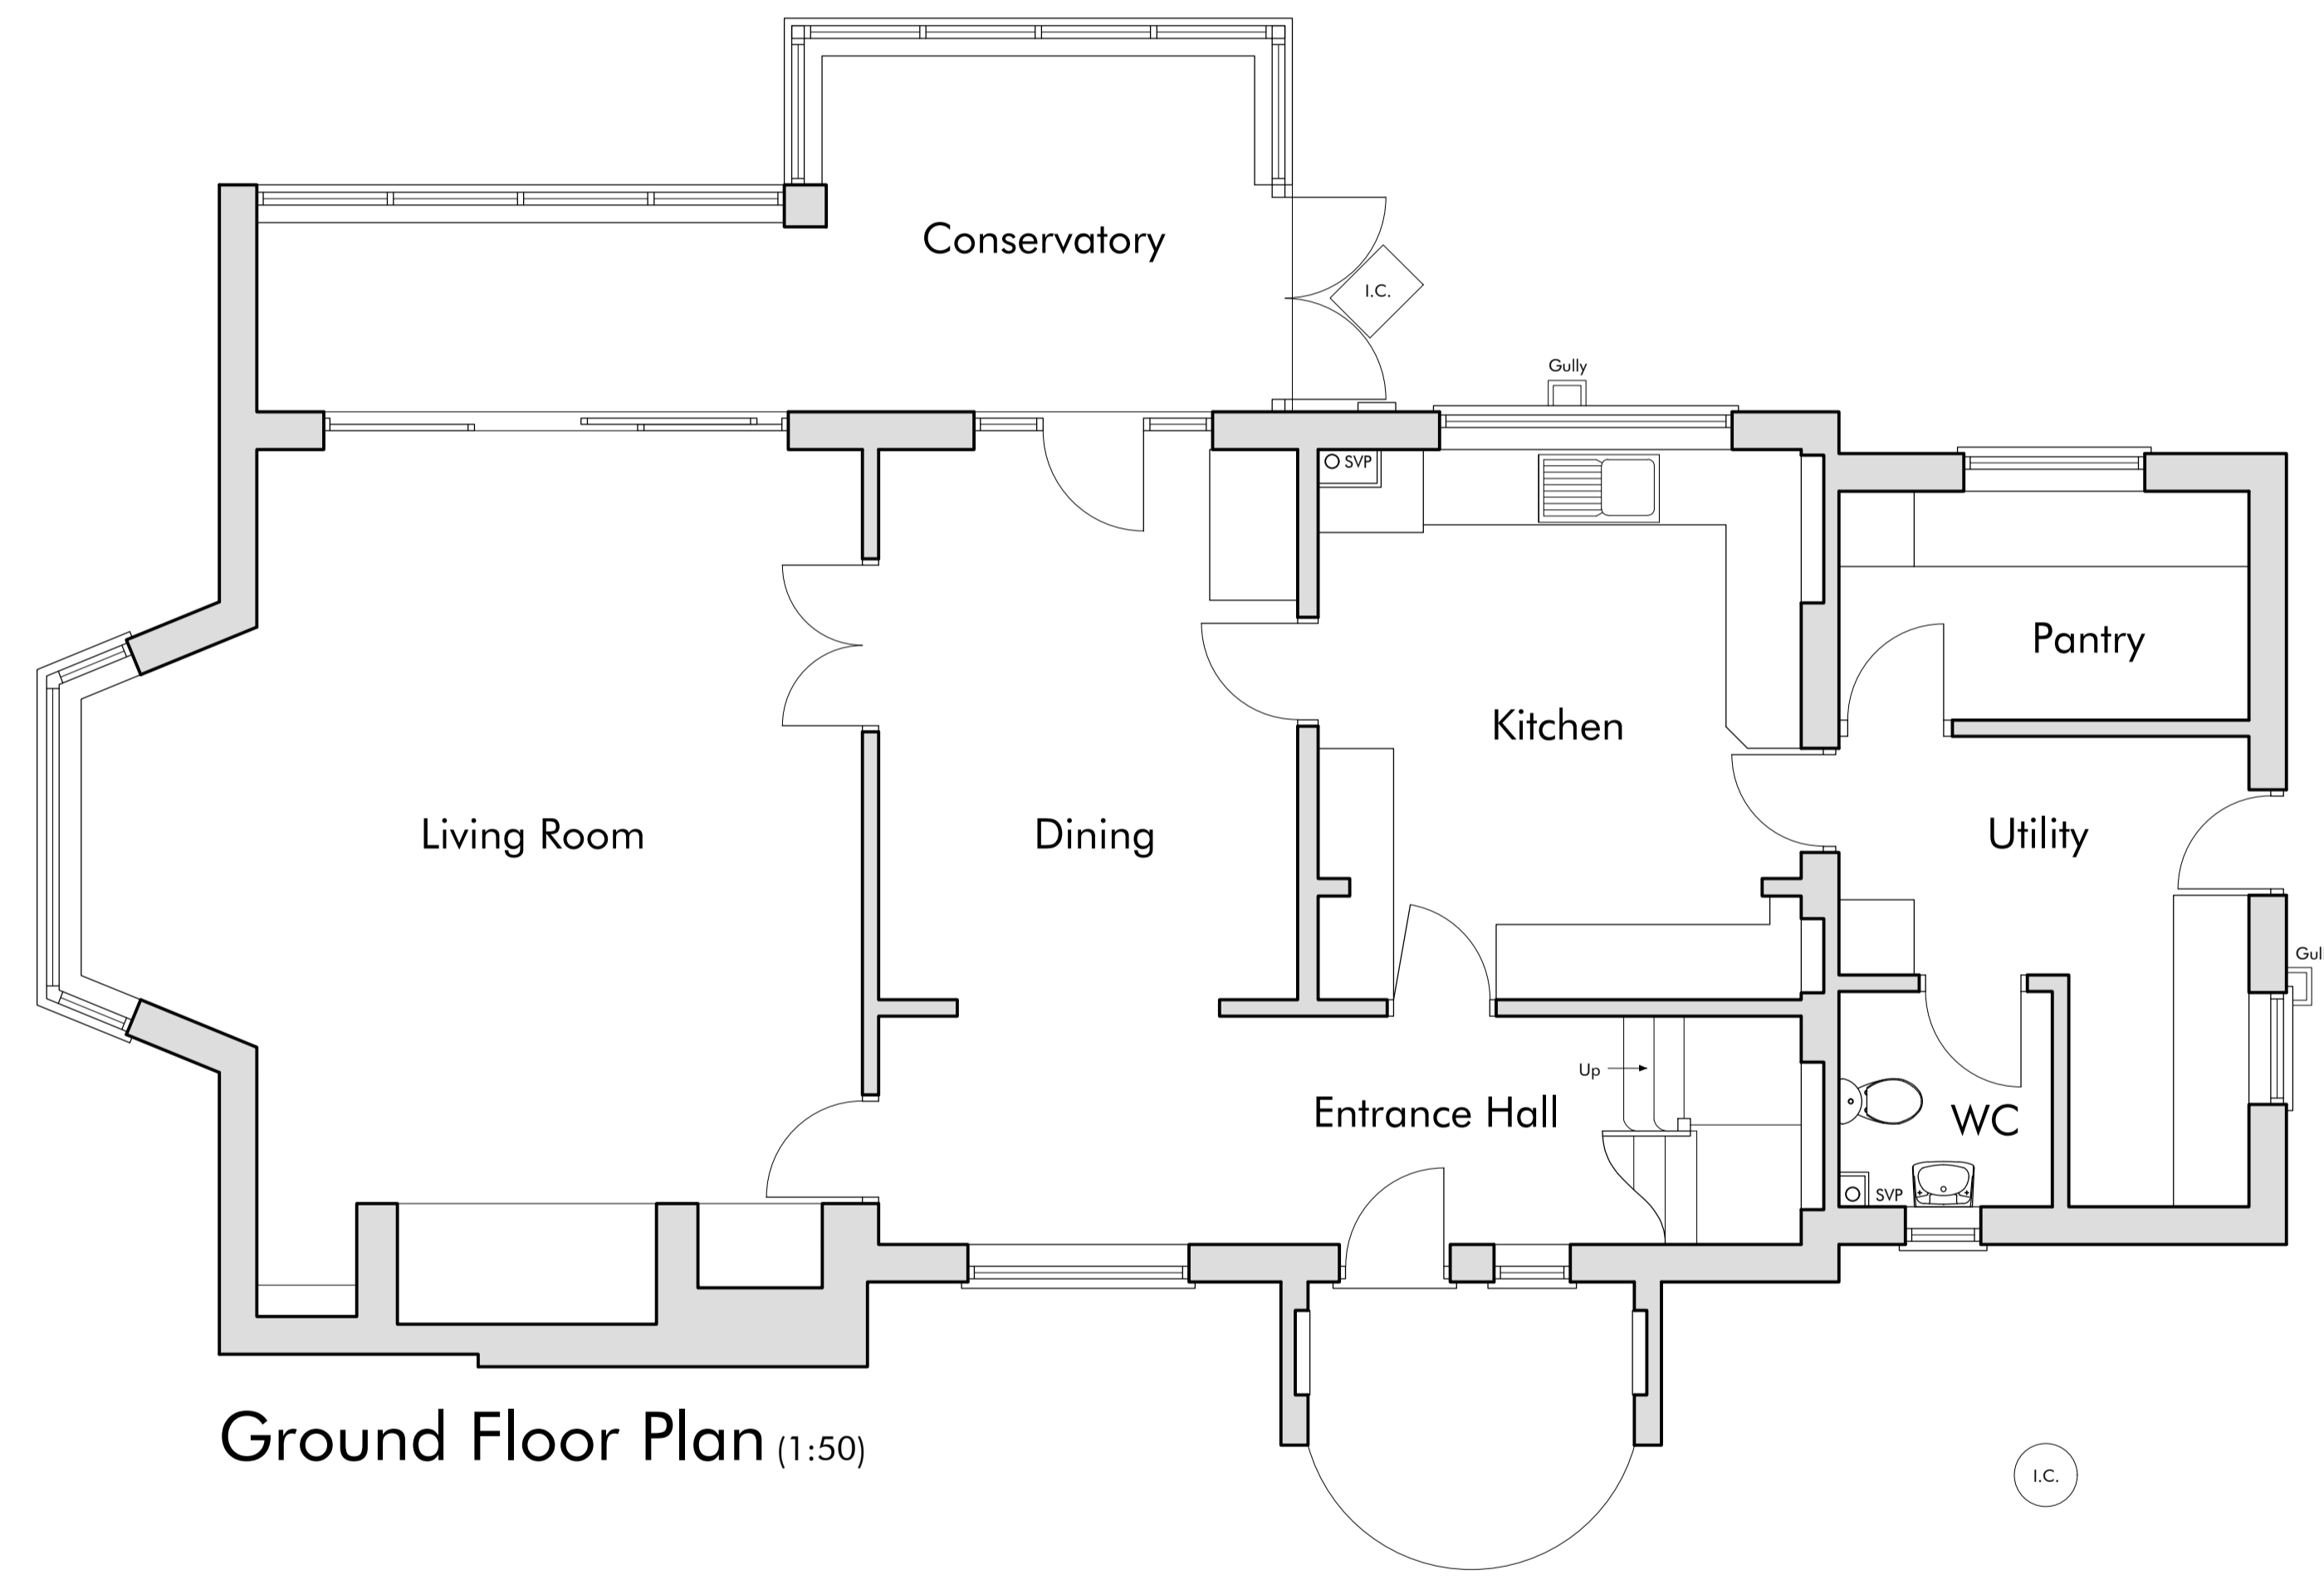 Conservatory
I.C.
Gully
SVP
Pantry
Kitchen
Living Room
Dining
Utility
Gul
Up
Entrance Hall
WC
SVP
Ground Floor Plan (1:50)
I.C.